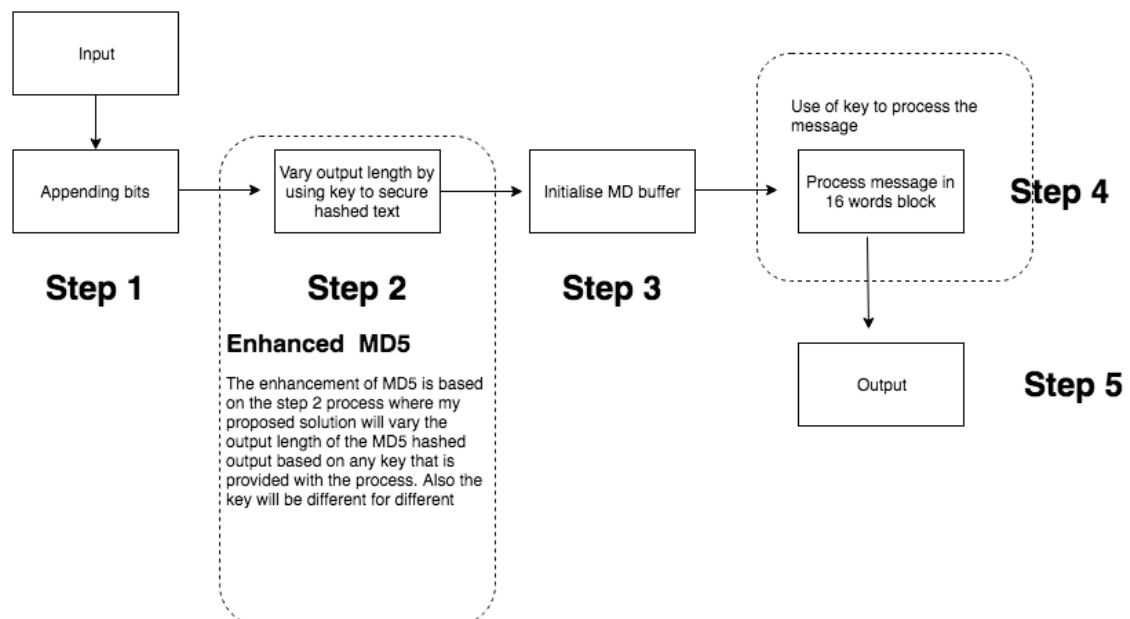 Input
Appending bits
Step 1
Vary output length by
using key to secure
hashed text
Step 2
Enhanced MD5
The enhancement of MD5 is based
on the step 2 process where my
proposed solution will vary the
output length of the MD5 hashed
output based on any key that is
provided with the process. Also the
key will be different for different
Initialise MD buffer
Step 3
Use of key to process the
message
Process message in
16 words block
Step 4
Output
Step 5